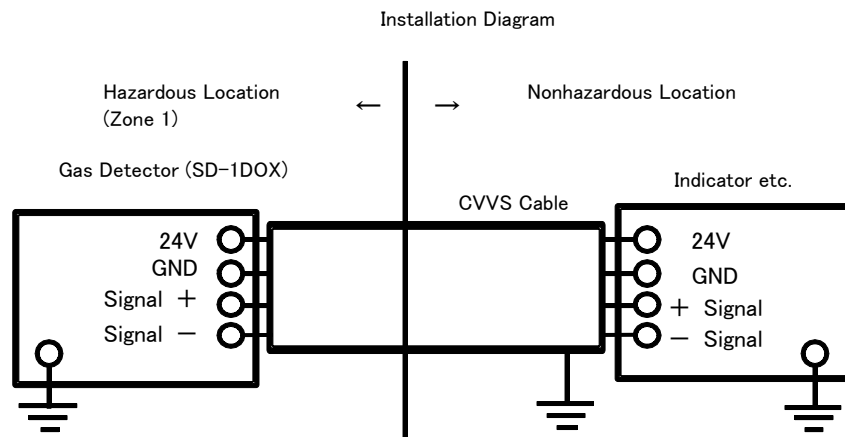 Installation Diagram
Hazardous Location
(Zone 1)
← →
Nonhazardous Location
Gas Detector (SD-1DOX)
CVVS Cable
Indicator etc.
24V
GND
Signal +
Signal −
24V
GND
+ Signal
− Signal